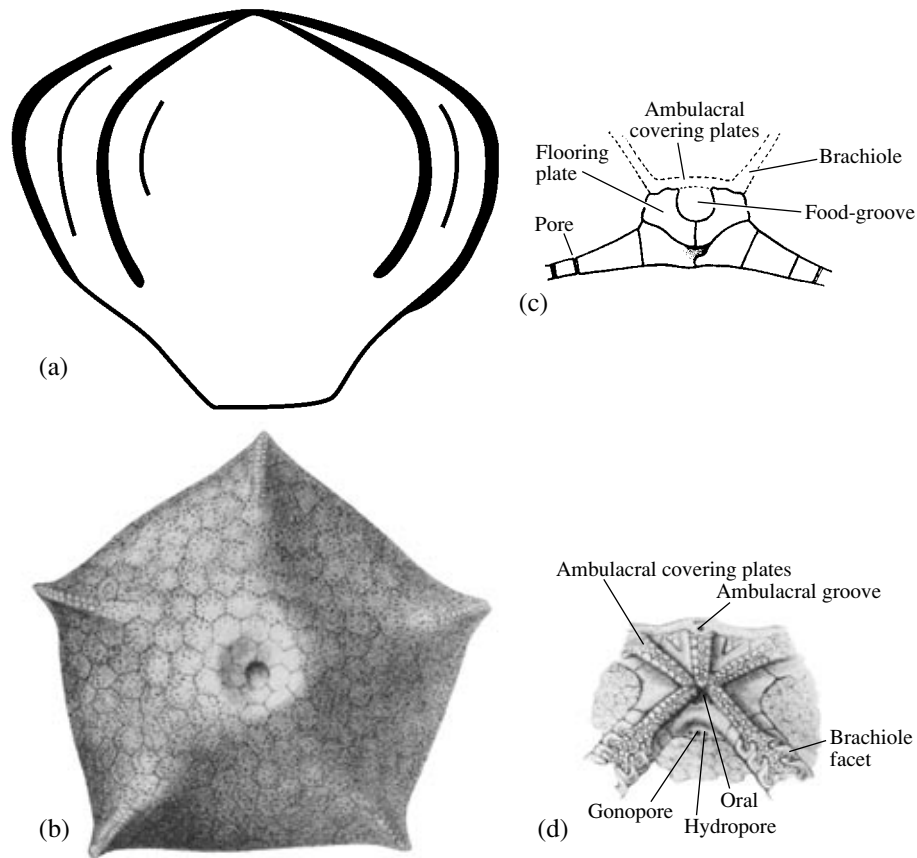 (a)
Ambulacral
covering plates
Flooring
plate
Brachiole
Food-groove
Pore
(c)
(b)
Ambulacral covering plates
Ambulacral groove
Brachiole
facet
Oral
Gonopore
Hydropore
(d)